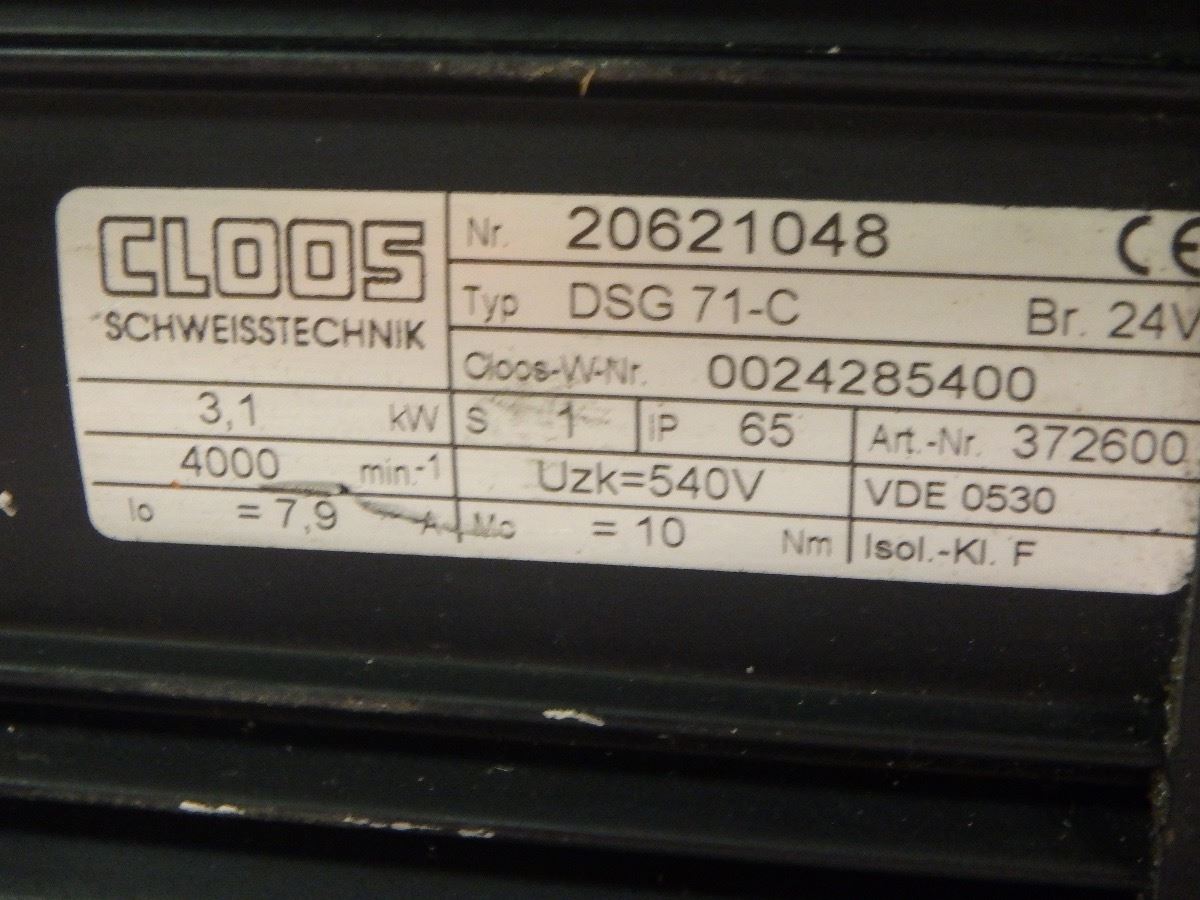 CLOOS
SCHWEISSTECHNIK
Nr. 20621048 CE
Typ DSG 71-C Br. 24V
Cloos-W-Nr. 0024285400
3,1 kW S 1 IP 65 Art.-Nr. 372600
4000 min.-1 Uzk=540V VDE 0530
Io = 7,9 A Mo = 10 Nm Isol.-Kl. F